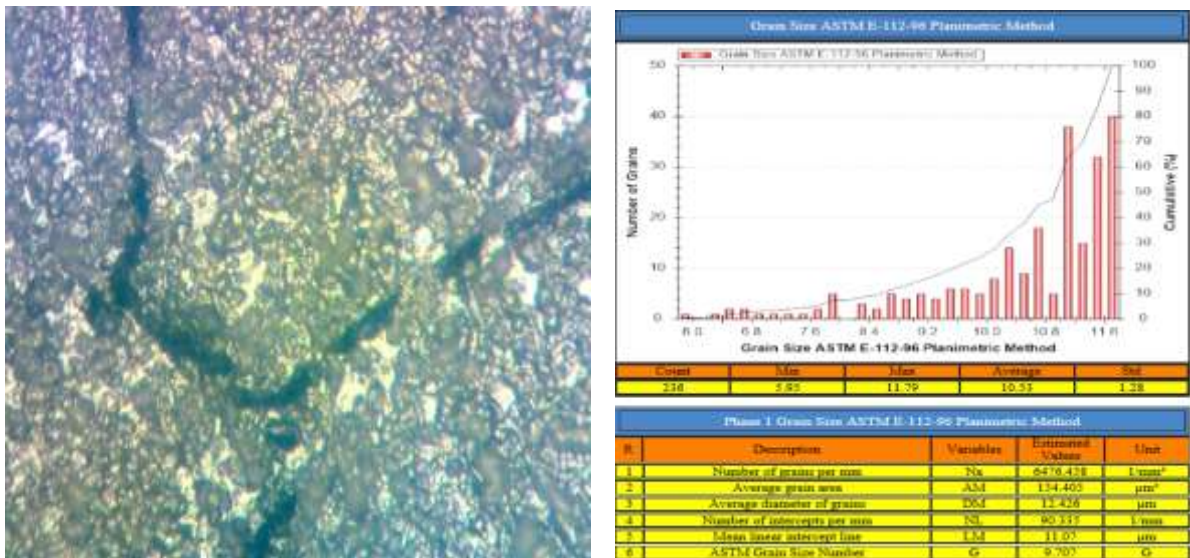 Grain Size ASTM E-112-96 Planimetric Method
Grain Size ASTM E-112-96 Planimetric Method
50 100
90
40 80
70
30 60
50
20 40
30
10 20
10
0 0
6.0 6.8 7.6 8.4 9.2 10.0 10.8 11.6
Number of Grains
Cumulative (%)
Grain Size ASTM E-112-96 Planimetric Method
Count Min Max Average Std
236 5.95 11.79 10.53 1.28
Phase 1 Grain Size ASTM E-112-96 Planimetric Method
R Description Variables Estimated Values Unit
1 Number of grains per mm Na 6476.438 1/mm²
2 Average grain area AM 154.405 µm²
3 Average diameter of grains DM 12.426 µm
4 Number of intercepts per mm NL 90.335 1/mm
5 Mean linear intercept line LM 11.07 µm
6 ASTM Grain Size Number G 9.707 G